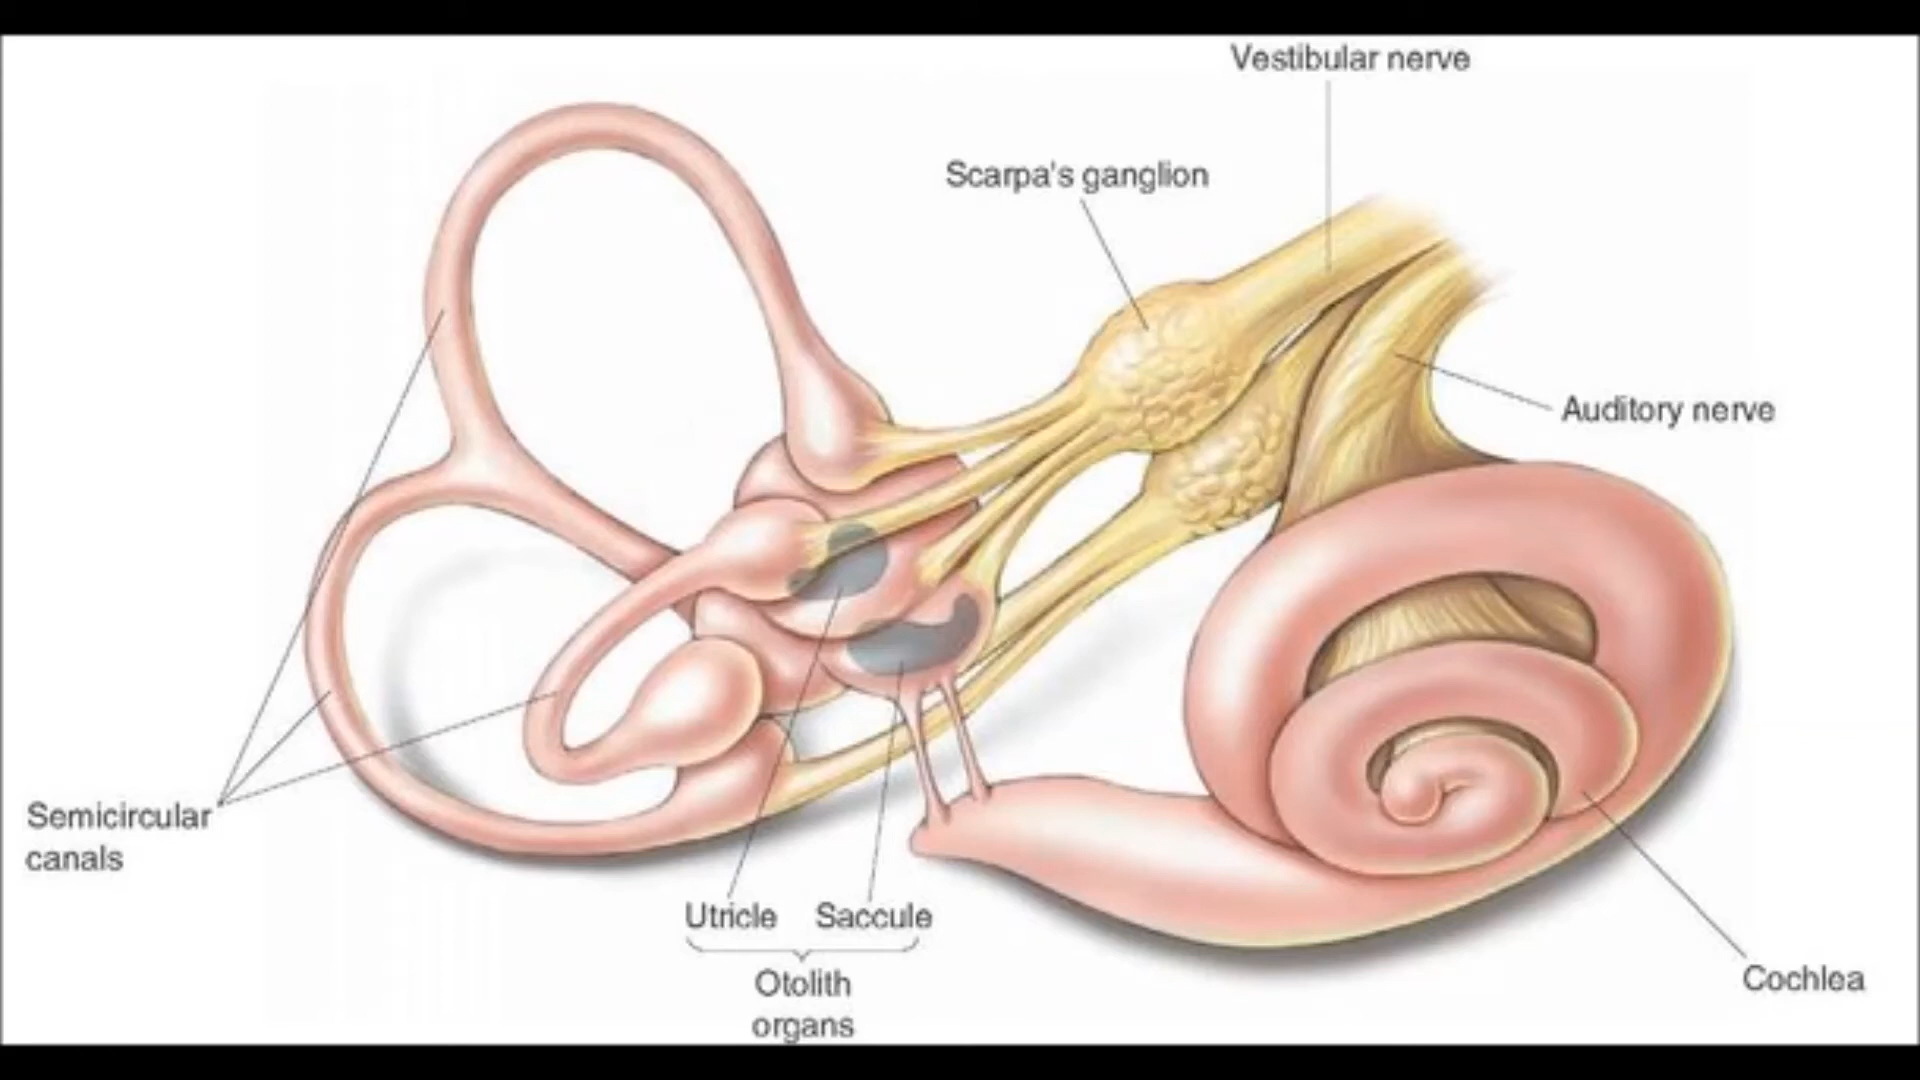 Vestibular nerve
Scarpa's ganglion
Auditory nerve
Semicircular
canals
Utricle
Saccule
Otolith
organs
Cochlea